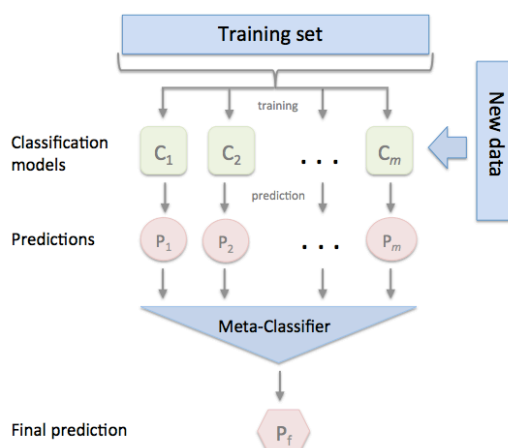 Training set
training
New data
Classification
models
C1 C2 . . . Cm
prediction
Predictions
P1 P2 . . . Pm
Meta-Classifier
Final prediction
Pf